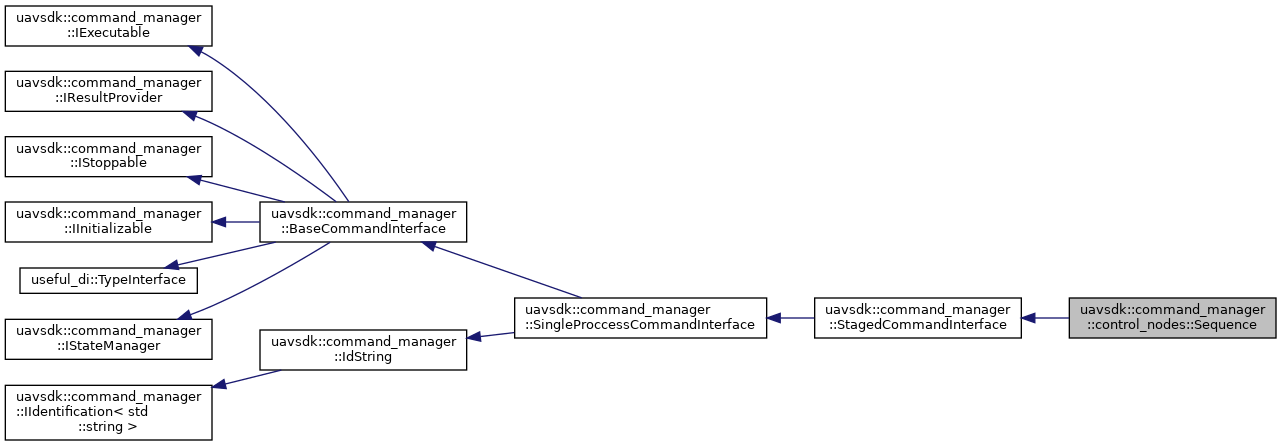 uavsdk::command_manager
::IExecutable
uavsdk::command_manager
::IResultProvider
uavsdk::command_manager
::IStoppable
uavsdk::command_manager
::IInitializable
useful_di::TypeInterface
uavsdk::command_manager
::IStateManager
uavsdk::command_manager
::IIdentification< std
::string >
uavsdk::command_manager
::BaseCommandInterface
uavsdk::command_manager
::IdString
uavsdk::command_manager
::SingleProccessCommandInterface
uavsdk::command_manager
::StagedCommandInterface
uavsdk::command_manager
::control_nodes::Sequence